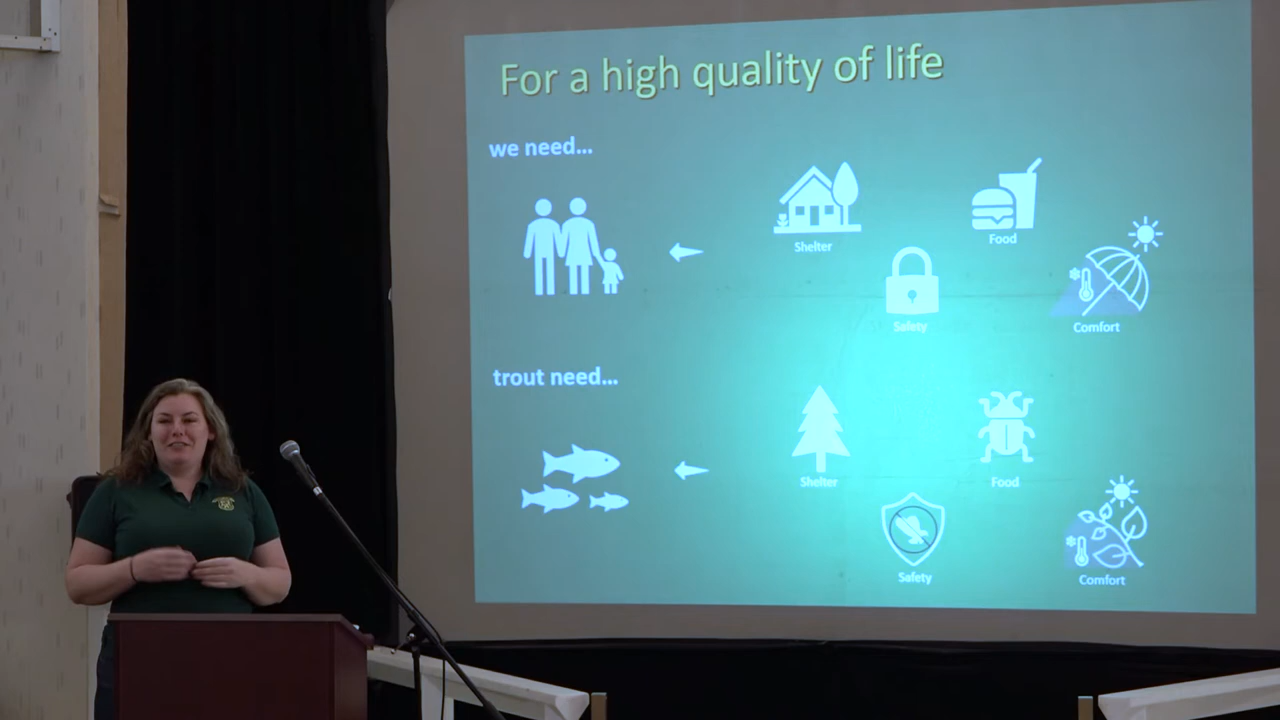 For a high quality of life
we need...
Shelter
Food
Safety
Comfort
trout need...
Shelter
Food
Safety
Comfort